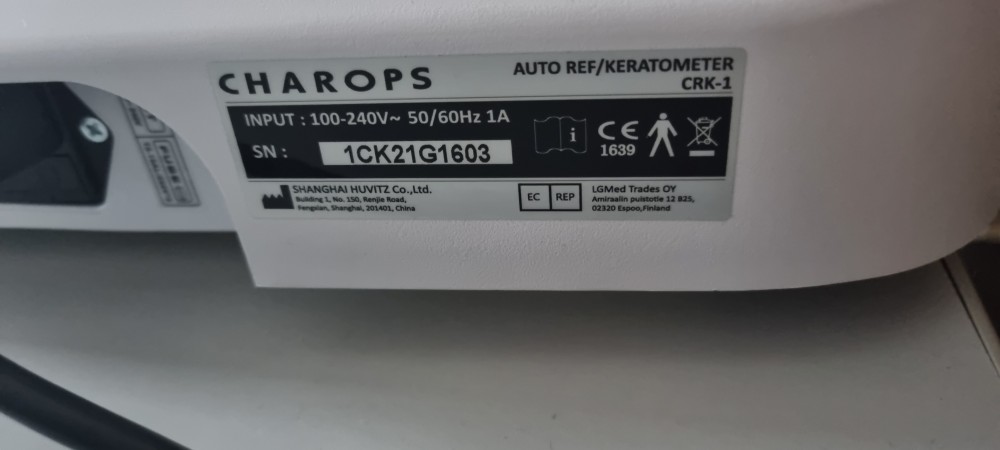 CHAROPS
AUTO REF/KERATOMETER
CRK-1
INPUT : 100-240V~ 50/60Hz 1A
SN : 1CK21G1603
i
CE
1639
SHANGHAI HUVITZ Co.,Ltd.
Building 1, No. 150, Renjie Road,
Fengxian, Shanghai, 201401, China
EC REP
LGMed Trades OY
Amiraalin puistotie 12 B25,
02320 Espoo,Finland